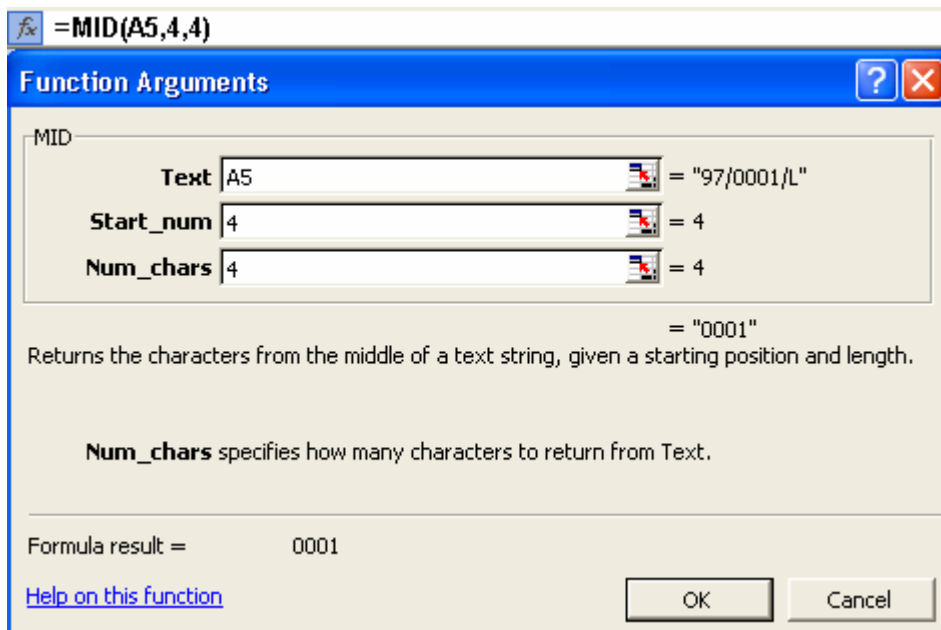 fx =MID(A5,4,4)
Function Arguments ? X
MID
Text A5 = "97/0001/L"
Start_num 4 = 4
Num_chars 4 = 4
= "0001"
Returns the characters from the middle of a text string, given a starting position and length.
Num_chars specifies how many characters to return from Text.
Formula result = 0001
Help on this function OK Cancel